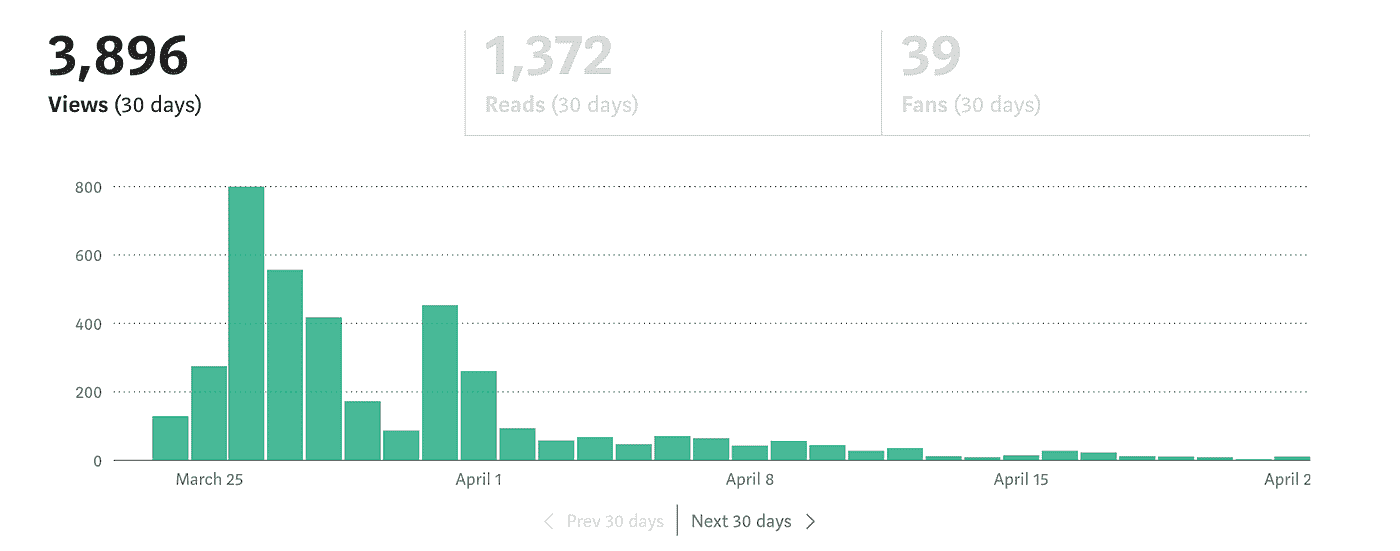 3,896 1,372 39
Views (30 days) Reads (30 days) Fans (30 days)
800
600
400
200
0
March 25 April 1 April 8 April 15 April 2
Prev 30 days Next 30 days